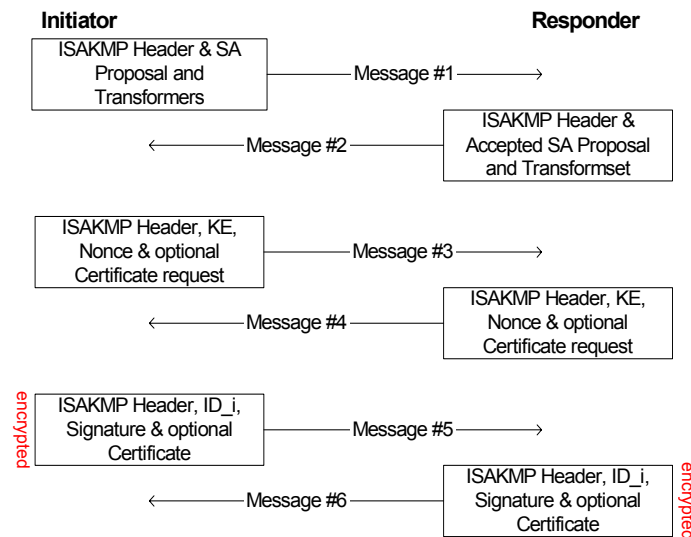 Initiator
Responder
ISAKMP Header & SA
Proposal and
Transformers
Message #1
ISAKMP Header &
Accepted SA Proposal
and Transformset
Message #2
ISAKMP Header, KE,
Nonce & optional
Certificate request
Message #3
ISAKMP Header, KE,
Nonce & optional
Certificate request
Message #4
encrypted
ISAKMP Header, ID_i,
Signature & optional
Certificate
Message #5
ISAKMP Header, ID_i,
Signature & optional
Certificate
encrypted
Message #6